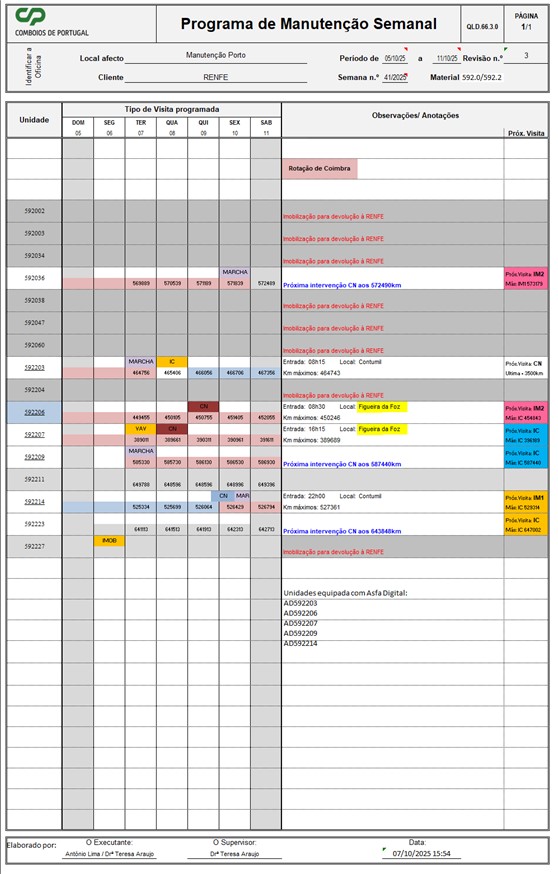 CP
COMBOIOS DE PORTUGAL
Programa de Manutenção Semanal
QLD.66.3.0
PÁGINA
1/1
Identificar a Oficina
Local afecto Manutenção Porto
Período de 05/10/25 a 11/10/25 Revisão n.º 3
Cliente RENFE
Semana n.º 41/2025 Material 592.0/592.2
Unidade
Tipo de Visita programada
Observações/ Anotações
DOM SEG TER QUA QUI SEX SAB
05 06 07 08 09 10 11
Próx. Visita
Rotação de Coimbra
592002
Imobilização para devolução à RENFE
592005
Imobilização para devolução à RENFE
592034
Imobilização para devolução à RENFE
592036 MARCHA Próx.Visita: IM2
569889 570539 571189 571839 572489 Próxima intervenção CN aos 572490km Máx: IM1 573179
592038
Imobilização para devolução à RENFE
592047
Imobilização para devolução à RENFE
592060
Imobilização para devolução à RENFE
592203 MARCHA IC Entrada: 08h15 Local: Contumil Próx.Visita: CN
464756 465406 466056 466706 467356 Km máximos: 464743 Ultima + 3500km
592204
Imobilização para devolução à RENFE
592206 CN Entrada: 08h30 Local: Figueira da Foz Próx.Visita: IM2
449455 450105 450755 451405 452055 Km máximos: 450246 Máx: IC 454843
592207 VAV CN Entrada: 16h15 Local: Figueira da Foz Próx.Visita: IC
389011 389661 390311 390961 391611 Km máximos: 389689 Máx: IC 396189
592209 MARCHA Próx.Visita: IC
585330 585730 586130 586530 586930 Próxima intervenção CN aos 587440km Máx: IC 587440
592211
648788 648596 648596 648996 649396
592214 CN MAR Entrada: 22h00 Local: Contumil Próx.Visita: IM1
525334 525699 526064 526429 526794 Km máximos: 527361 Máx: IC 529314
592223 Próx.Visita: IC
641113 641513 641913 642313 642713 Próxima intervenção CN aos 643848km Máx: IC 647002
592227 IMOB
Imobilização para devolução à RENFE
Unidades equipada com Asfa Digital:
AD592203
AD592206
AD592207
AD592209
AD592214
Elaborado por:
O Executante: O Supervisor: Data:
António Lima / Drª Teresa Araujo Drª Teresa Araujo 07/10/2025 15:54